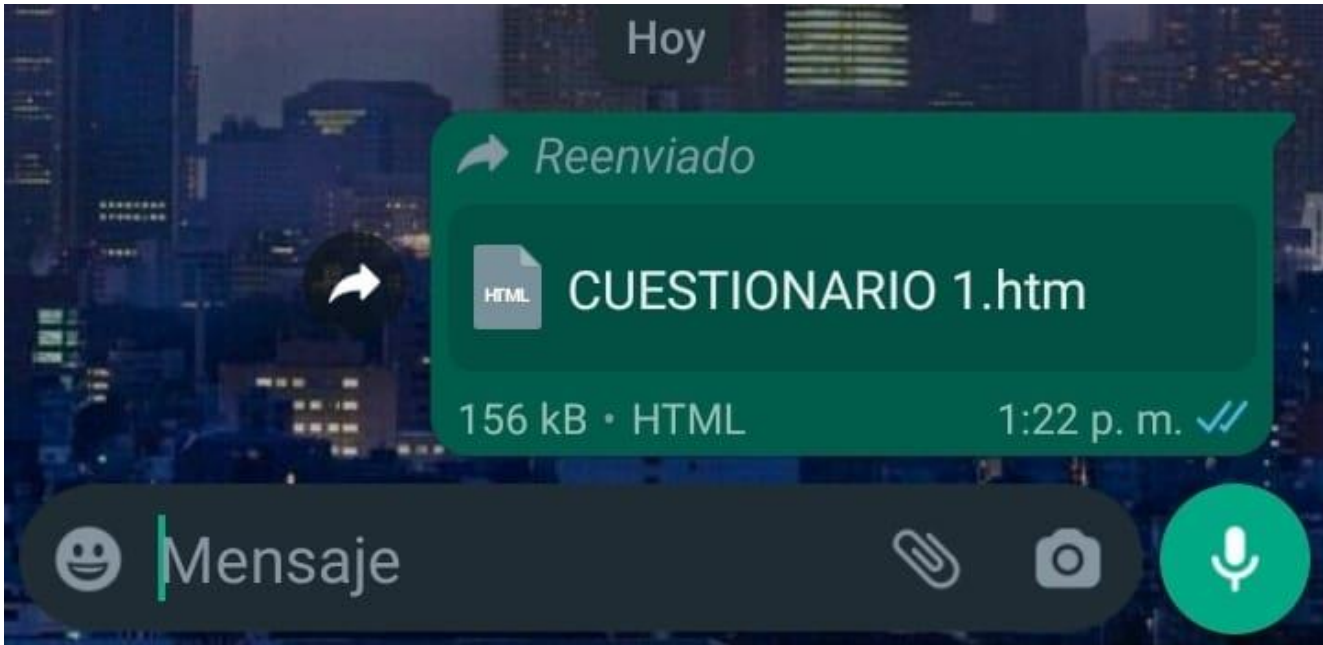 Hoy
Reenviado
HTML
CUESTIONARIO 1.htm
156 kB • HTML
1:22 p. m.
Mensaje